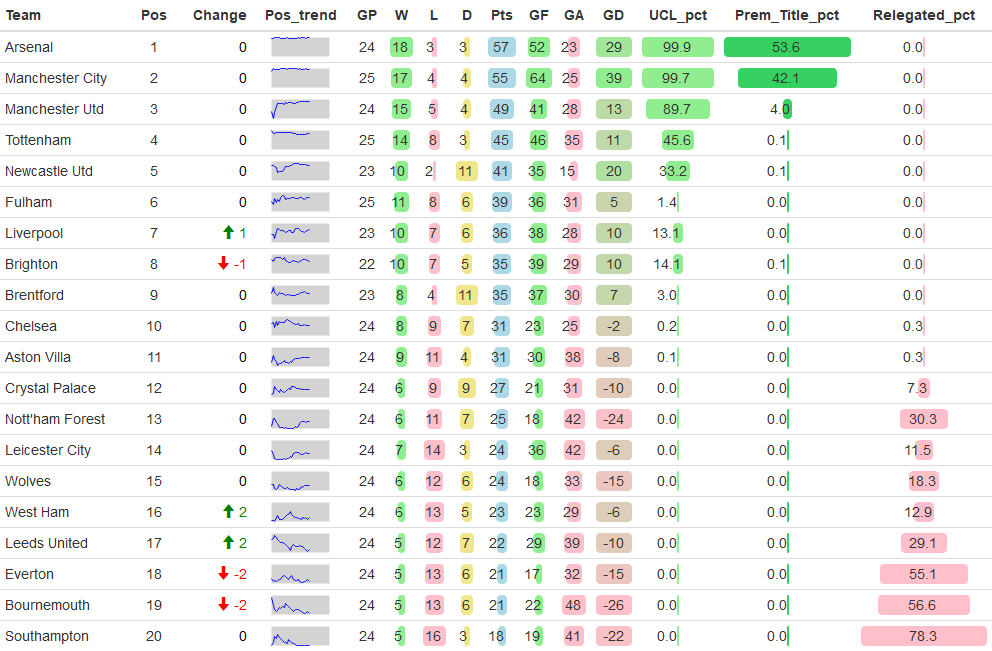 Team Pos Change Pos_trend GP W L D Pts GF GA GD UCL_pct Prem_Title_pct Relegated_pct
Arsenal 1 0 24 18 3 3 57 52 23 29 99.9 53.6 0.0
Manchester City 2 0 25 17 4 4 55 64 25 39 99.7 42.1 0.0
Manchester Utd 3 0 24 15 5 4 49 41 28 13 89.7 4.0 0.0
Tottenham 4 0 25 14 8 3 45 46 35 11 45.6 0.1 0.0
Newcastle Utd 5 0 23 10 2 11 41 35 15 20 33.2 0.1 0.0
Fulham 6 0 25 11 8 6 39 36 31 5 1.4 0.0 0.0
Liverpool 7 1 23 10 7 6 36 38 28 10 13.1 0.0 0.0
Brighton 8 -1 22 10 7 5 35 39 29 10 14.1 0.1 0.0
Brentford 9 0 23 8 4 11 35 37 30 7 3.0 0.0 0.0
Chelsea 10 0 24 8 9 7 31 23 25 -2 0.2 0.0 0.3
Aston Villa 11 0 24 9 11 4 31 30 38 -8 0.1 0.0 0.3
Crystal Palace 12 0 24 6 9 9 27 21 31 -10 0.0 0.0 7.3
Nott'ham Forest 13 0 24 6 11 7 25 18 42 -24 0.0 0.0 30.3
Leicester City 14 0 24 7 14 3 24 36 42 -6 0.0 0.0 11.5
Wolves 15 0 24 6 12 6 24 18 33 -15 0.0 0.0 18.3
West Ham 16 2 24 6 13 5 23 23 29 -6 0.0 0.0 12.9
Leeds United 17 2 24 5 12 7 22 29 39 -10 0.0 0.0 29.1
Everton 18 -2 24 5 13 6 21 17 32 -15 0.0 0.0 55.1
Bournemouth 19 -2 24 5 13 6 21 22 48 -26 0.0 0.0 56.6
Southampton 20 0 24 5 16 3 18 19 41 -22 0.0 0.0 78.3